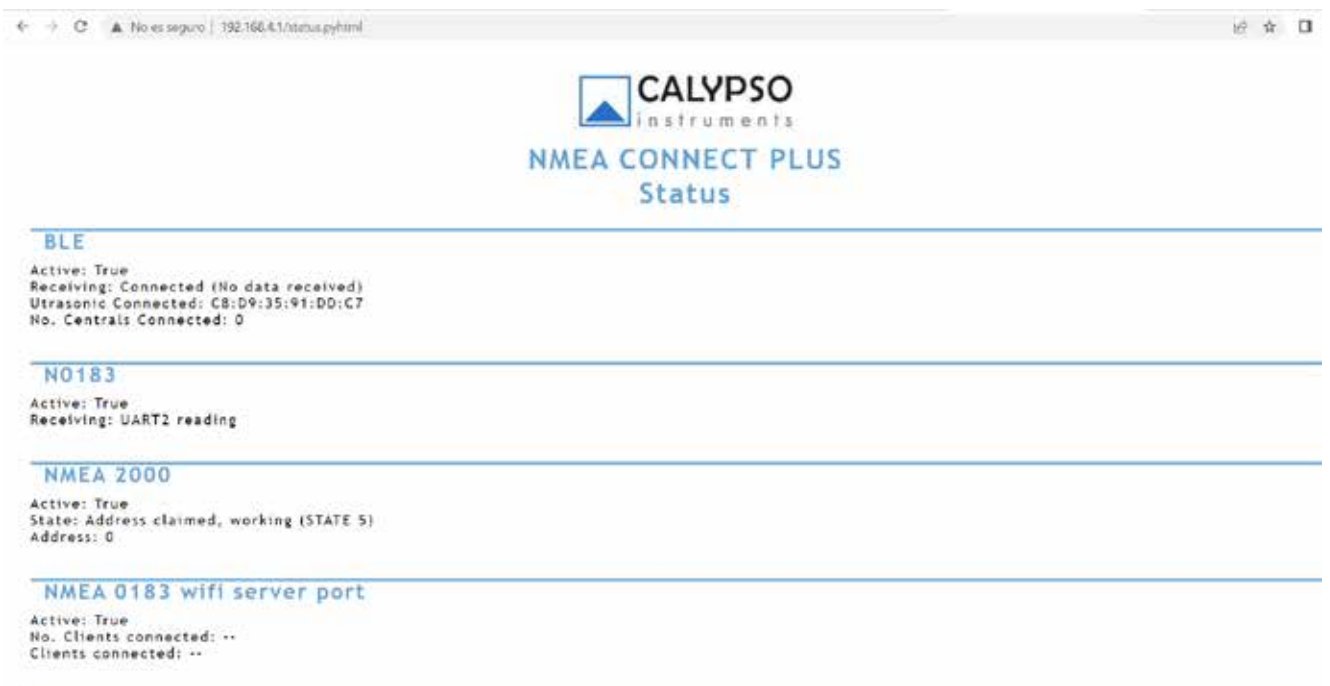 No es seguro | 192.168.4.1/status.pyhtml
CALYPSO
instruments
NMEA CONNECT PLUS
Status
BLE
Active: True
Receiving: Connected (No data received)
Utrasonic Connected: C8:D9:35:91:DD:C7
No. Centrals Connected: 0
N0183
Active: True
Receiving: UART2 reading
NMEA 2000
Active: True
State: Address claimed, working (STATE 5)
Address: 0
NMEA 0183 wifi server port
Active: True
No. Clients connected: --
Clients connected: --